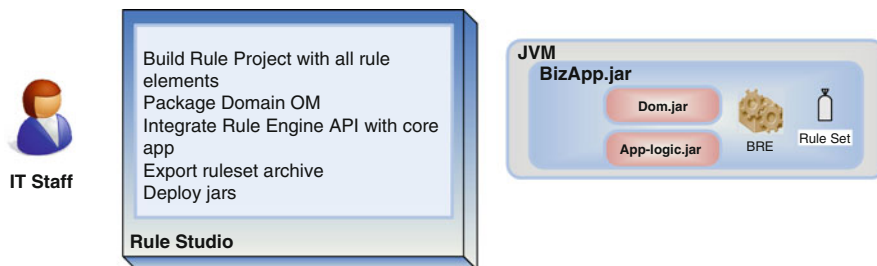 IT Staff
Build Rule Project with all rule
elements
Package Domain OM
Integrate Rule Engine API with core
app
Export ruleset archive
Deploy jars
Rule Studio
JVM
BizApp.jar
Dom.jar
App-logic.jar
BRE
Rule Set